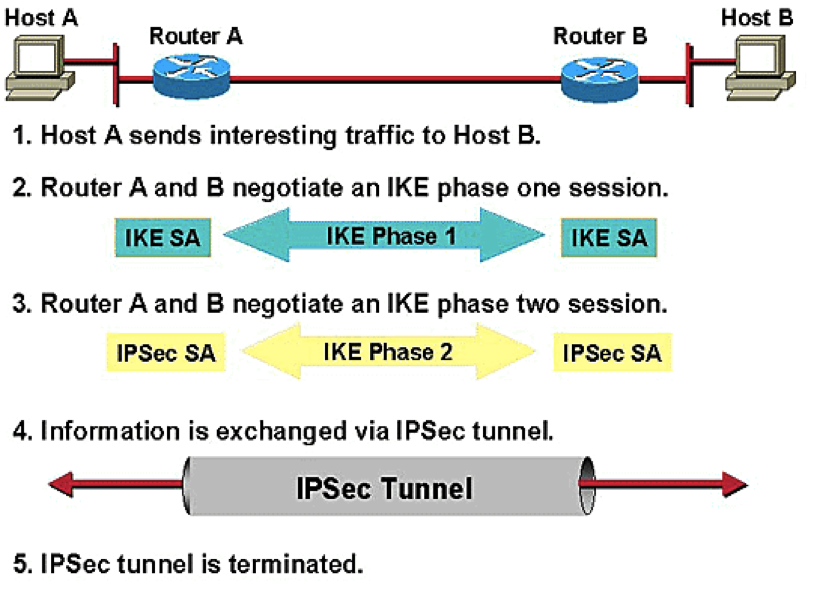 Host A
Host B
Router A
Router B
1. Host A sends interesting traffic to Host B.
2. Router A and B negotiate an IKE phase one session.
IKE SA
IKE Phase 1
IKE SA
3. Router A and B negotiate an IKE phase two session.
IPSec SA
IKE Phase 2
IPSec SA
4. Information is exchanged via IPSec tunnel.
IPSec Tunnel
5. IPSec tunnel is terminated.